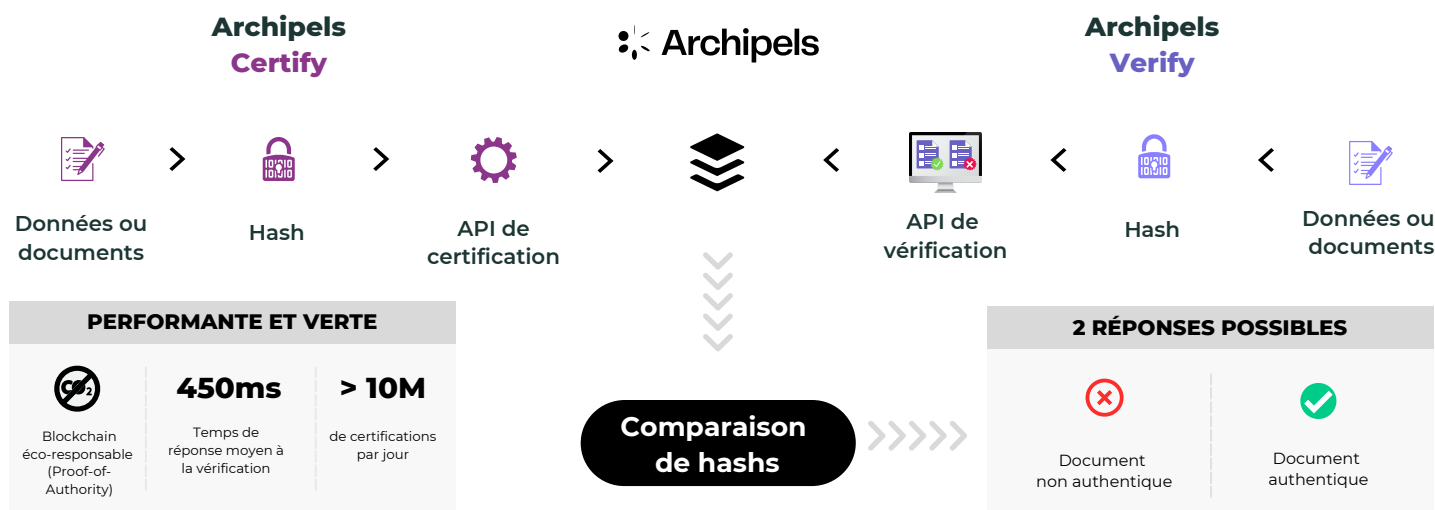 Archipels
Certify
Archipels
Archipels
Verify
Données ou
documents
Hash
API de
certification
API de
vérification
Hash
Données ou
documents
PERFORMANTE ET VERTE
CO2
Blockchain
éco-responsable
(Proof-of-
Authority)
450ms
Temps de
réponse moyen à
la vérification
> 10M
de certifications
par jour
Comparaison
de hashs
2 RÉPONSES POSSIBLES
Document
non authentique
Document
authentique